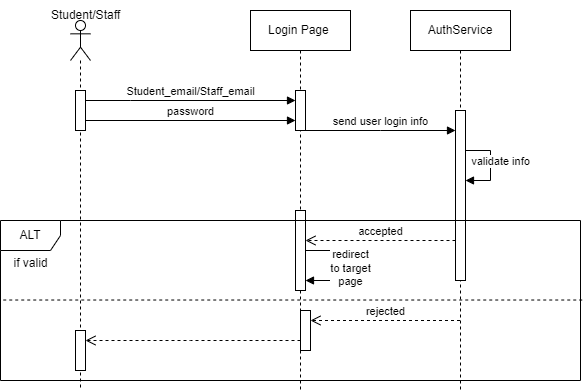 Student/Staff
Login Page
AuthService
Student_email/Staff_email
password
send user login info
validate info
ALT
accepted
if valid
redirect
to target
page
rejected